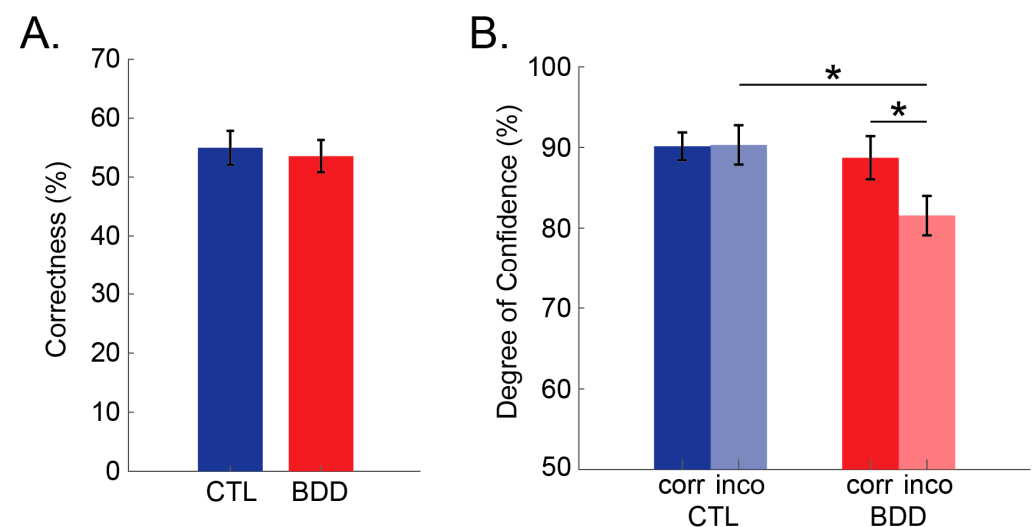 A.
Correctness (%)
70
60
50
40
30
20
10
0
CTL BDD
B.
Degree of Confidence (%)
100
90
80
70
60
50
* 
*
corr inco corr inco
CTL BDD